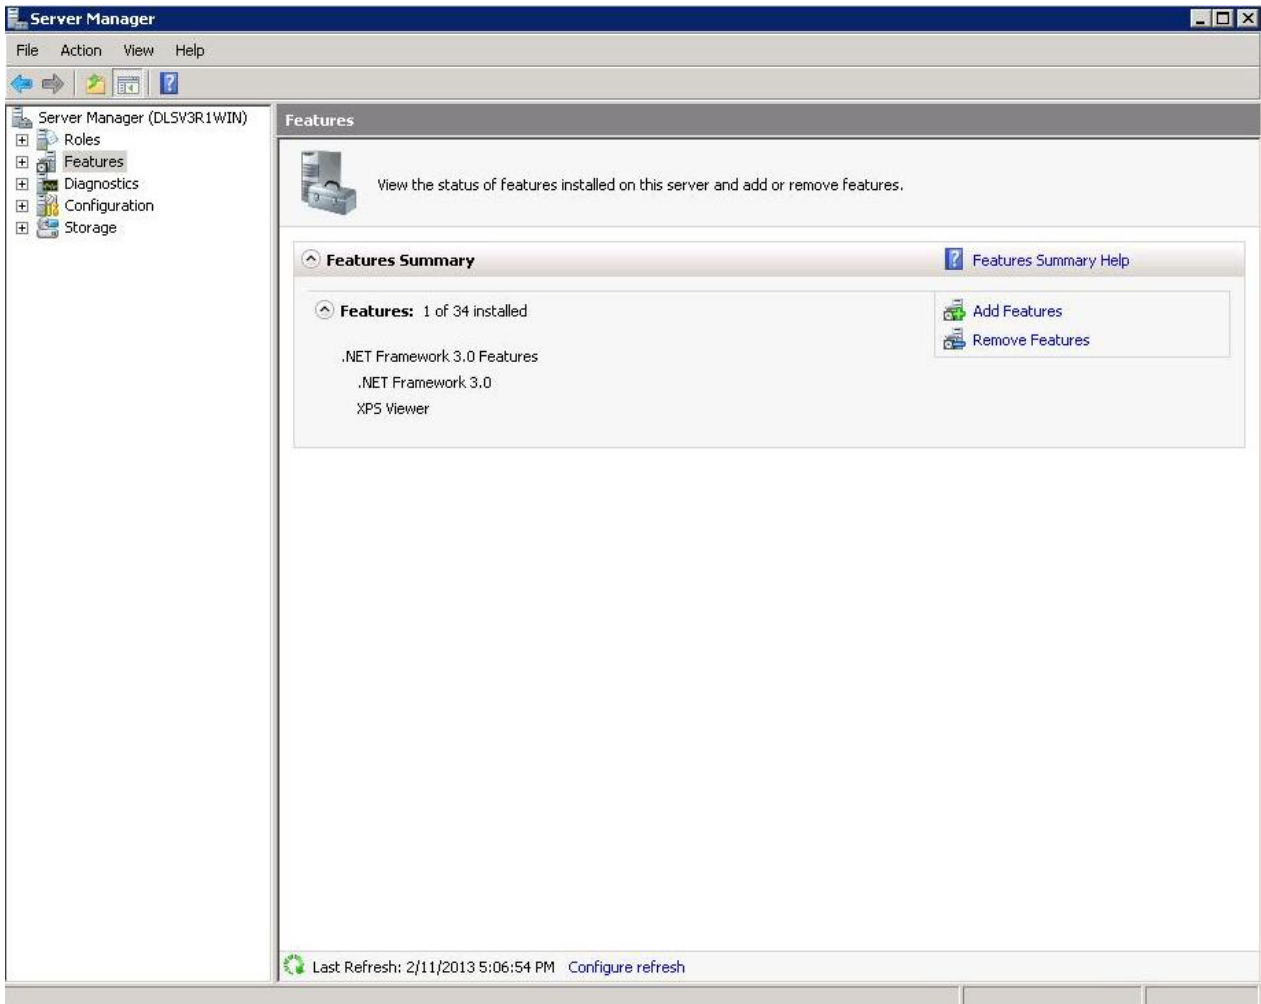 Server Manager
File Action View Help
Server Manager (DLSV3R1WIN)
Roles
Features
Diagnostics
Configuration
Storage
Features
View the status of features installed on this server and add or remove features.
Features Summary
Features Summary Help
Features: 1 of 34 installed
Add Features
Remove Features
.NET Framework 3.0 Features
.NET Framework 3.0
XPS Viewer
Last Refresh: 2/11/2013 5:06:54 PM Configure refresh